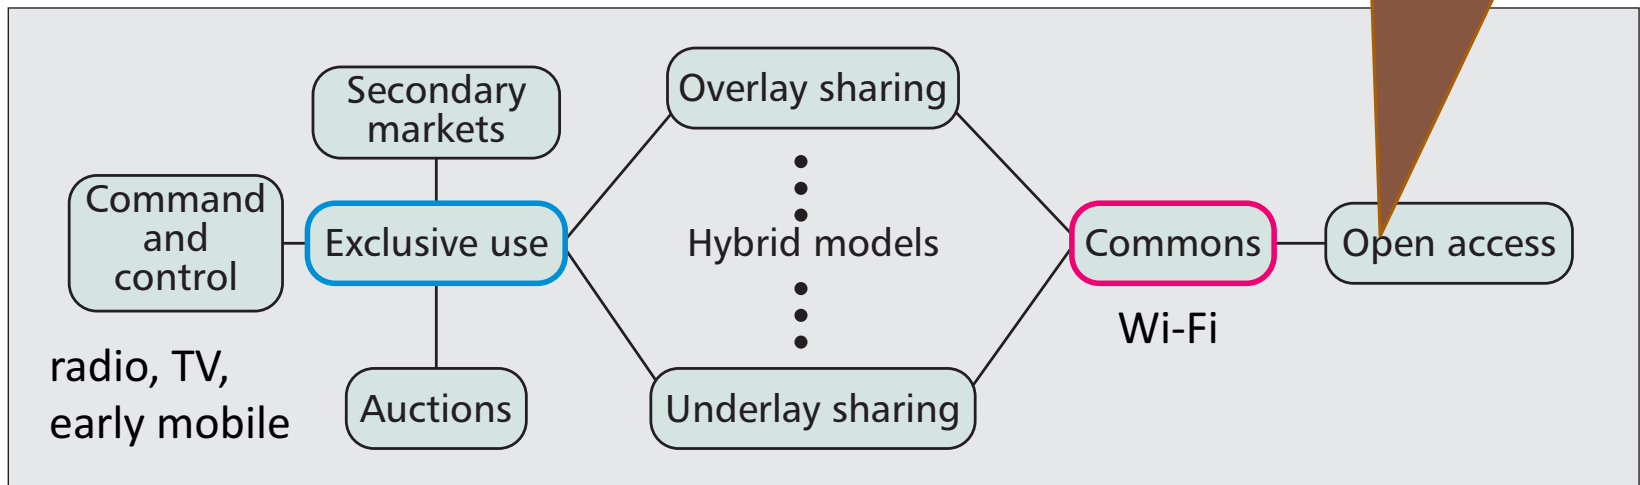 Secondary
markets
Overlay sharing
Command
and
control
Exclusive use
Hybrid models
Commons
Open access
Wi-Fi
radio, TV,
early mobile
Auctions
Underlay sharing